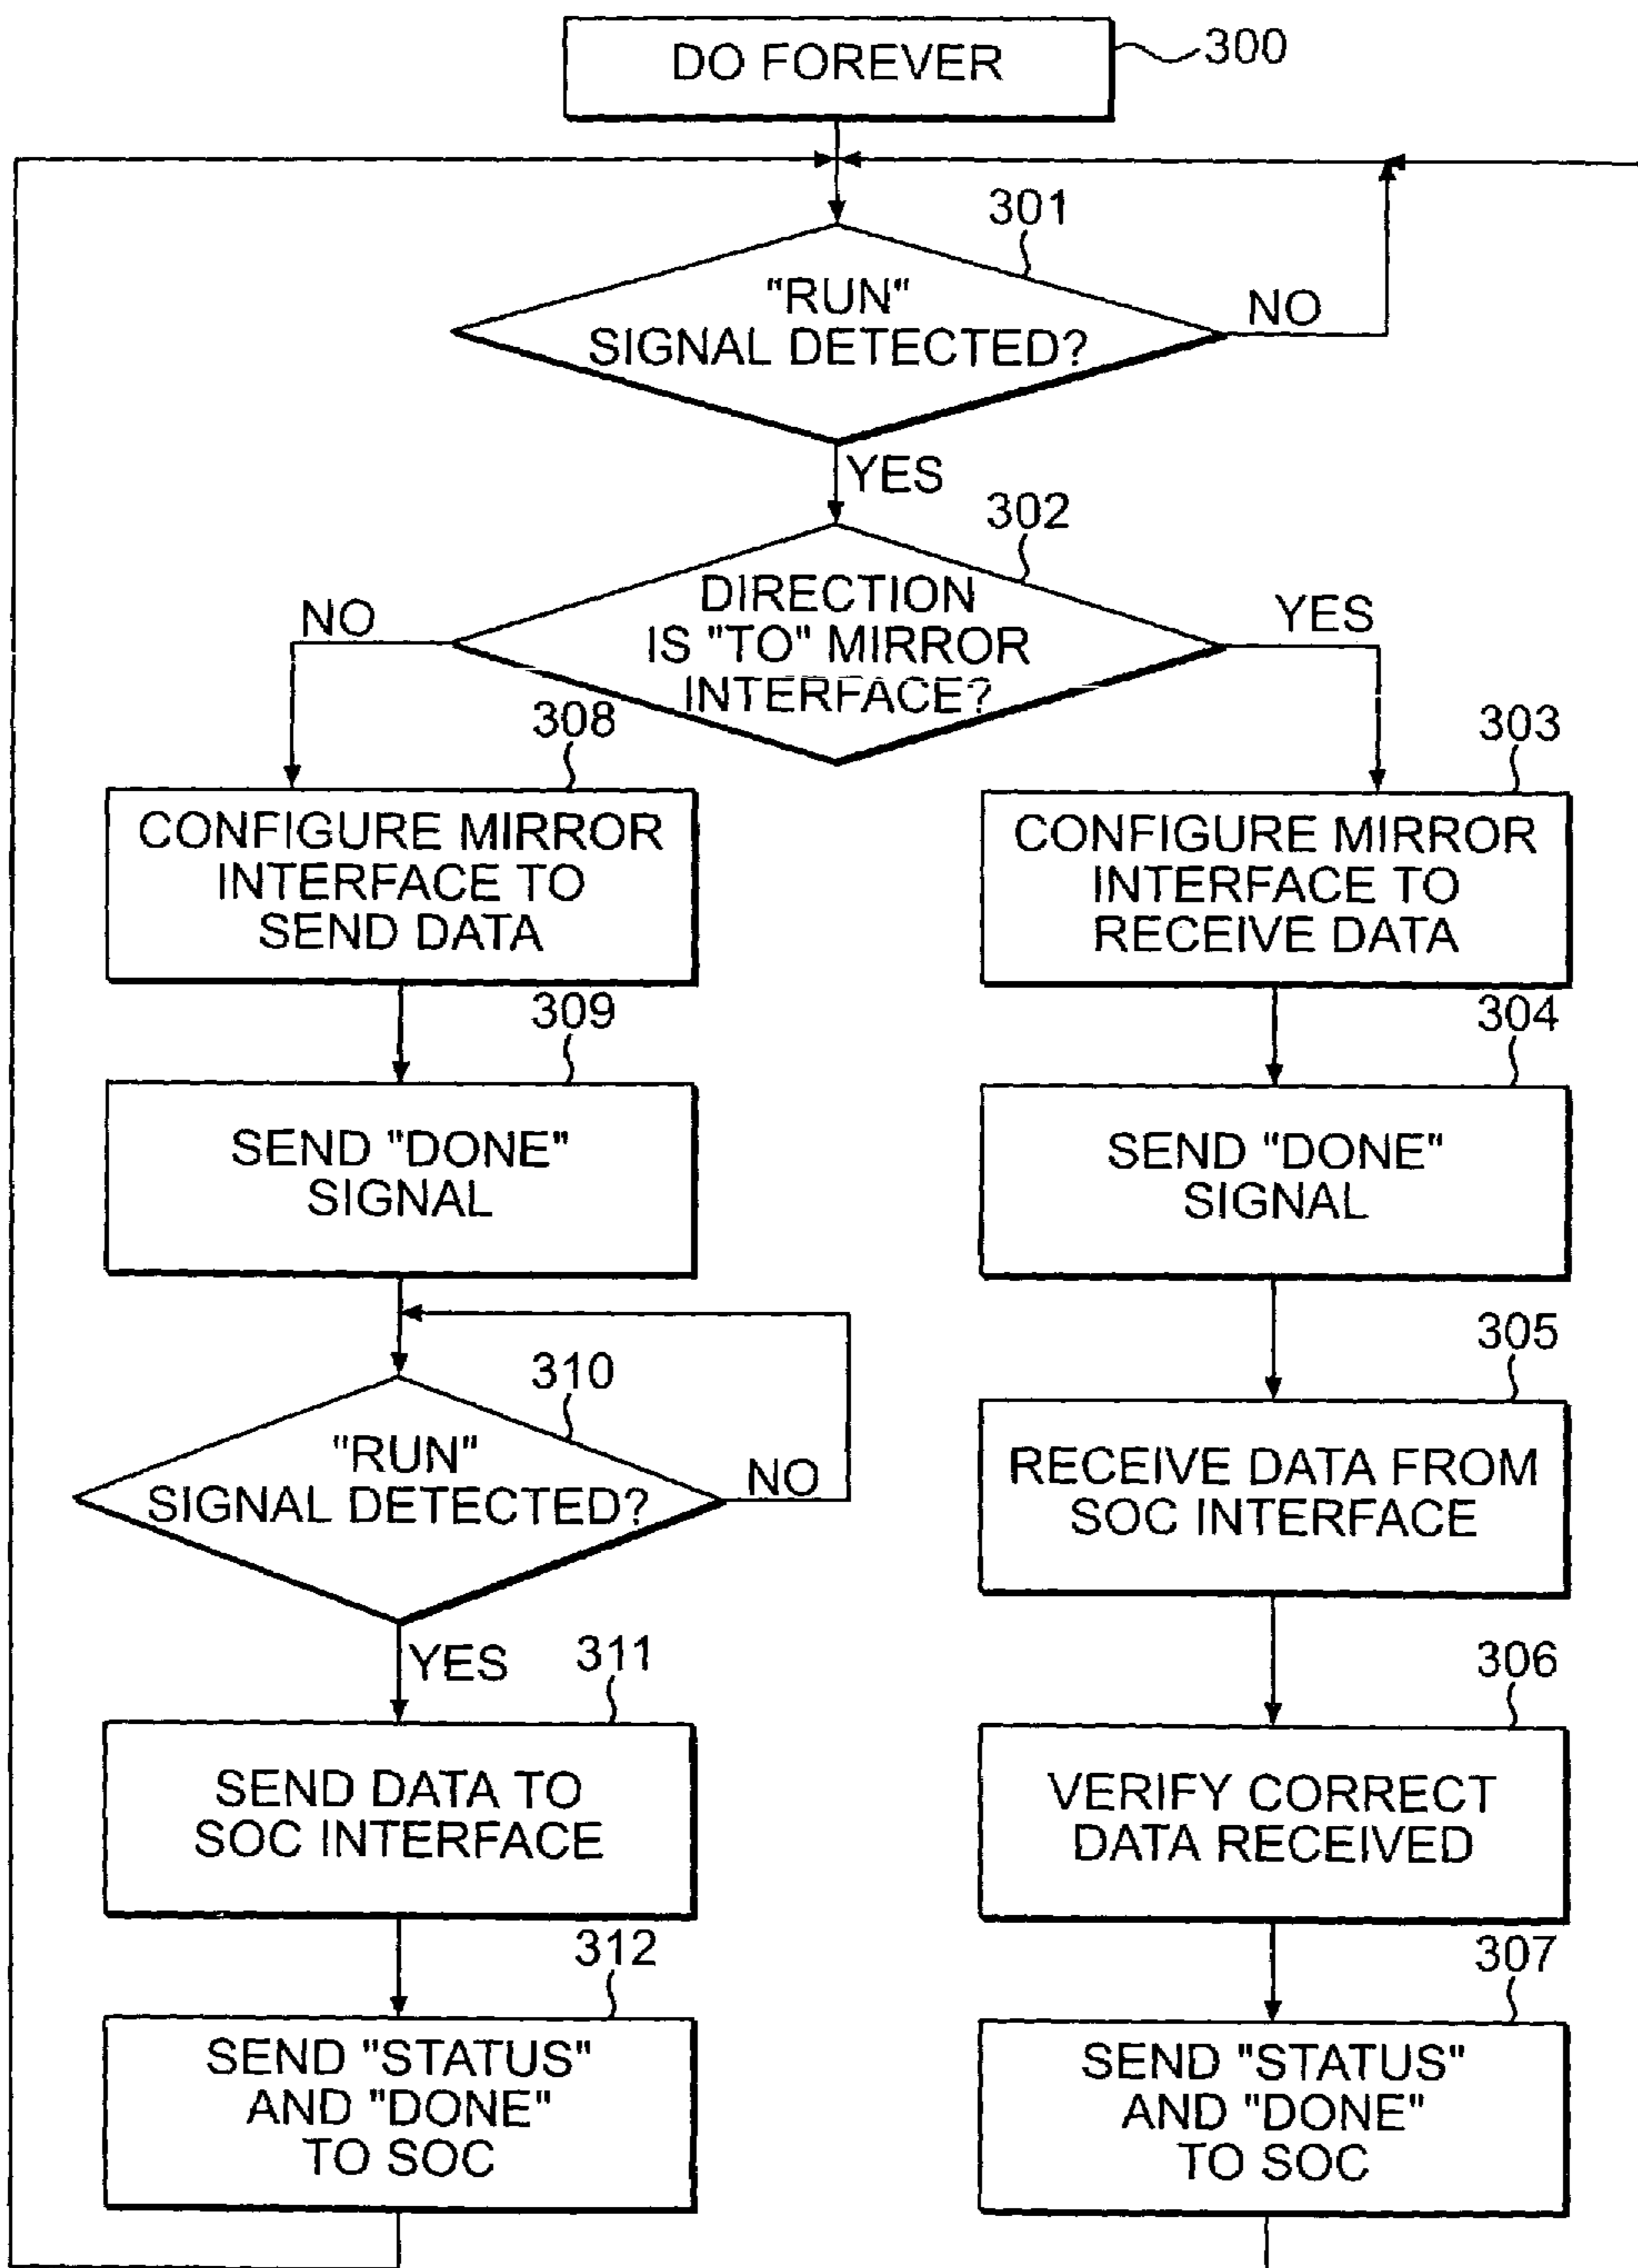 DO FOREVER
300
301
"RUN"
SIGNAL DETECTED?
NO
YES
302
DIRECTION
IS "TO" MIRROR
INTERFACE?
NO
YES
308
CONFIGURE MIRROR
INTERFACE TO
SEND DATA
309
SEND "DONE"
SIGNAL
310
"RUN"
SIGNAL DETECTED?
NO
YES
311
SEND DATA TO
SOC INTERFACE
312
SEND "STATUS"
AND "DONE"
TO SOC
303
CONFIGURE MIRROR
INTERFACE TO
RECEIVE DATA
304
SEND "DONE"
SIGNAL
305
RECEIVE DATA FROM
SOC INTERFACE
306
VERIFY CORRECT
DATA RECEIVED
307
SEND "STATUS"
AND "DONE"
TO SOC